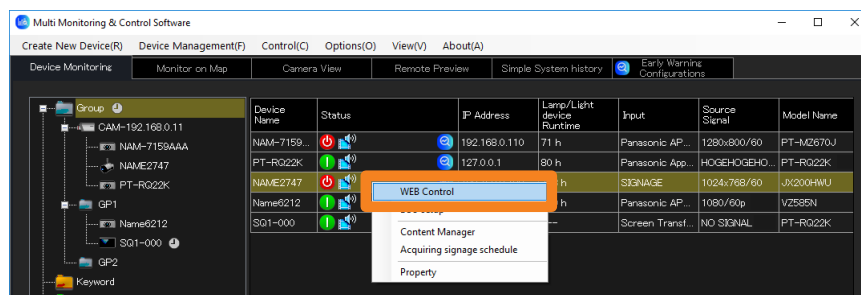 Multi Monitoring & Control Software
Create New Device(R) Device Management(F) Control(C) Options(O) View(V) About(A)
Device Monitoring Monitor on Map Camera View Remote Preview Simple System history Early Warning
Configurations
Group
CAM-192.168.0.11
NAM-7159AAA
NAME2747
PT-RQ22K
GP1
Name6212
SQ1-000
GP2
Keyword
Device
Name Status IP Address Lamp/Light
device
Runtime Input Source
Signal Model Name
NAM-7159... 192.168.0.110 71 h Panasonic AP... 1280x800/60 PT-MZ670J
PT-RQ22K 127.0.0.1 80 h Panasonic App... HOGEHOGEHO... PT-RQ22K
NAME2747 h SIGNAGE 1024x768/60 JX200HWU
Name6212 h Panasonic AP... 1080/60p VZ585N
SQ1-000 Screen Transf... NO SIGNAL PT-RQ22K
WEB Control
Content Manager
Acquiring signage schedule
Property